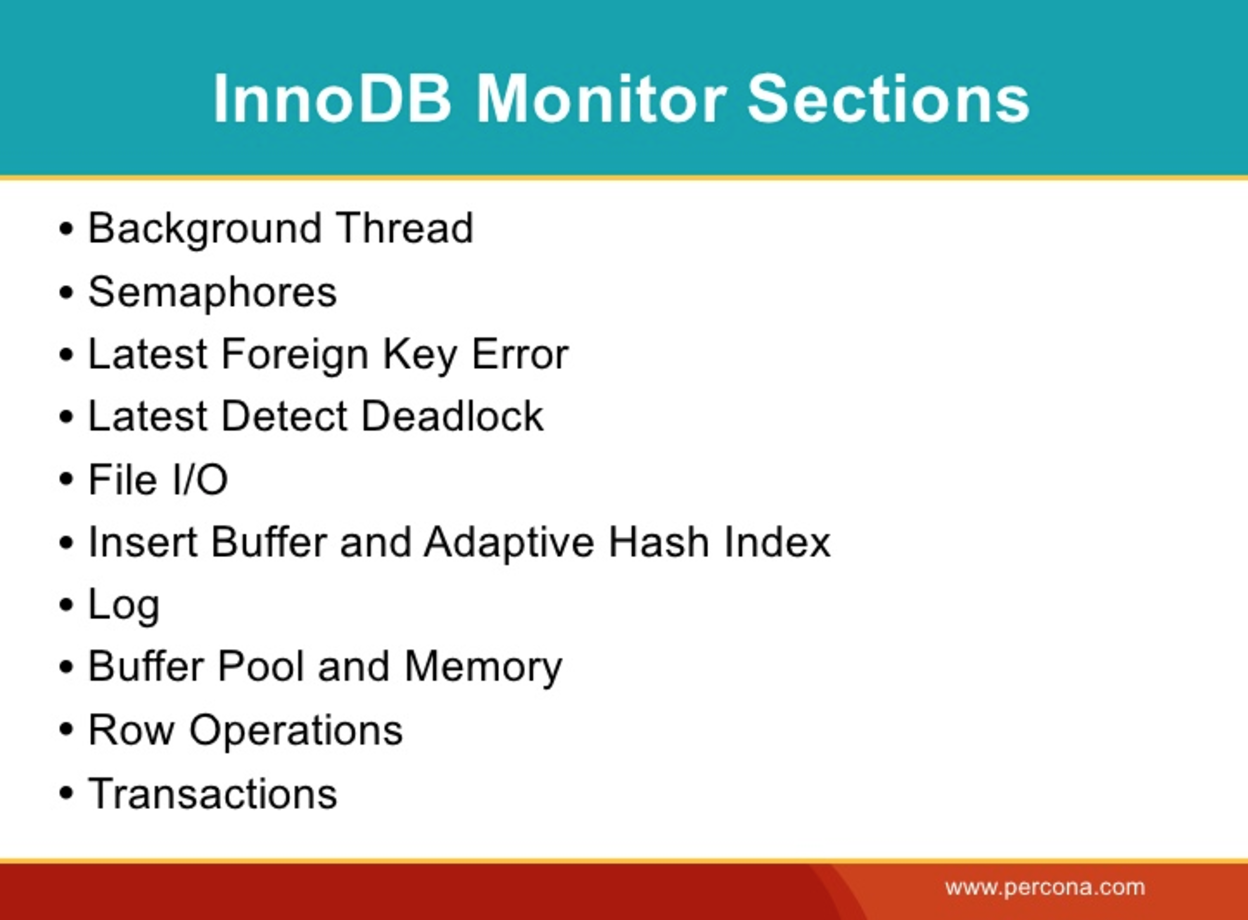 InnoDB Monitor Sections
• Background Thread
• Semaphores
• Latest Foreign Key Error
• Latest Detect Deadlock
• File I/O
• Insert Buffer and Adaptive Hash Index
• Log
• Buffer Pool and Memory
• Row Operations
• Transactions
www.percona.com